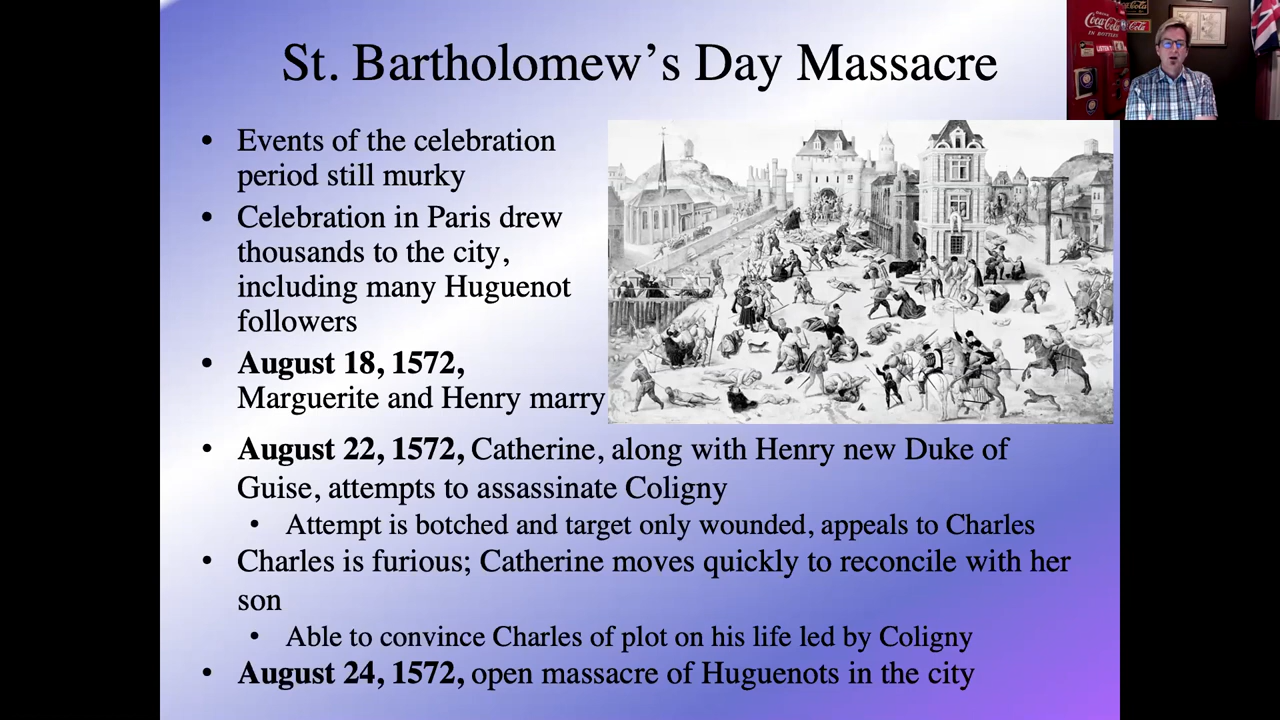 St. Bartholomew's Day Massacre
• Events of the celebration
period still murky
• Celebration in Paris drew
thousands to the city,
including many Huguenot
followers
• August 18, 1572,
Marguerite and Henry marry
• August 22, 1572, Catherine, along with Henry new Duke of
Guise, attempts to assassinate Coligny
• Attempt is botched and target only wounded, appeals to Charles
• Charles is furious; Catherine moves quickly to reconcile with her
son
• Able to convince Charles of plot on his life led by Coligny
• August 24, 1572, open massacre of Huguenots in the city
Coca-Cola
IN BOTTLES